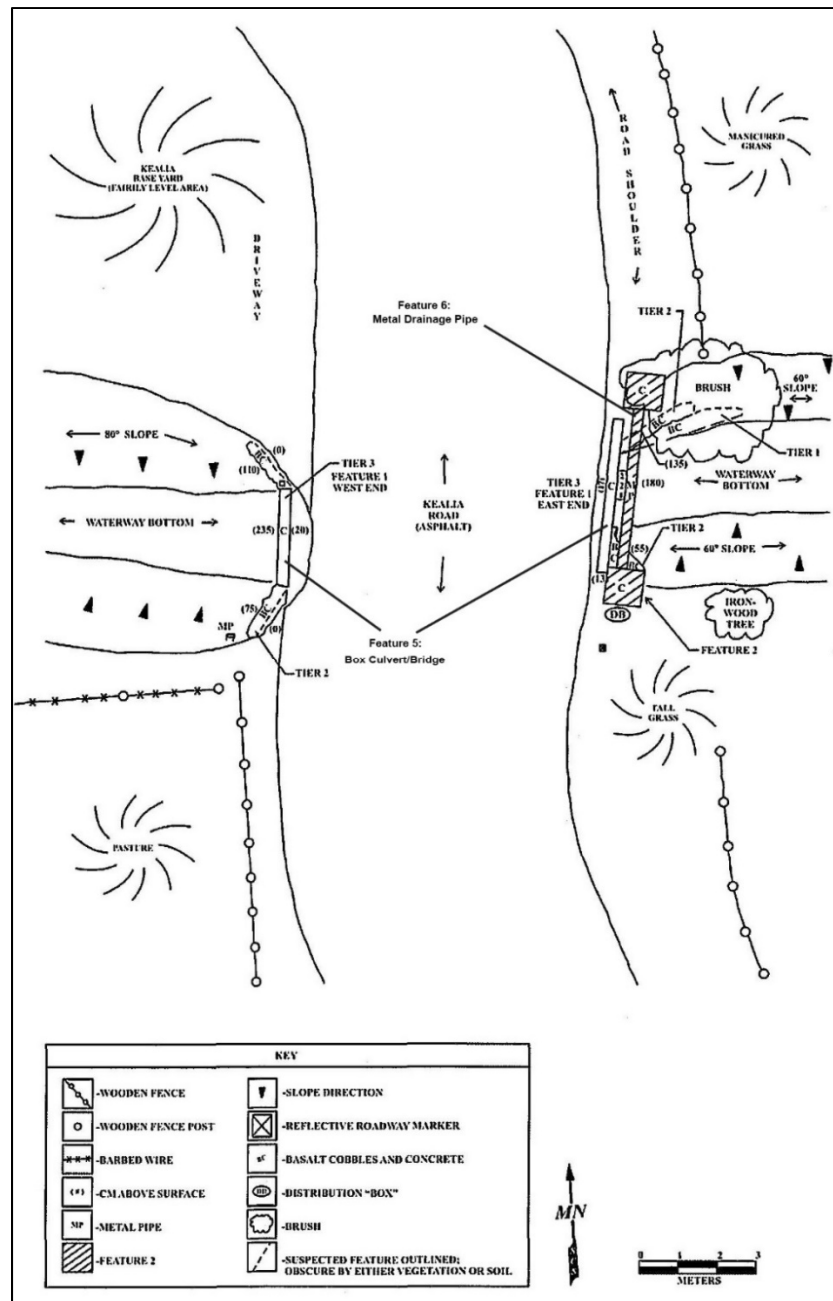 KEALIA
BASE YARD
(FAIRILY LEVEL AREA)
DRIVEWAY
ROAD SHOULDER
MANICURED
GRASS
Feature 6:
Metal Drainage Pipe
TIER 2
BRUSH
60°
SLOPE
C
BC
BC
TIER 1
(135)
80° SLOPE
(0)
BC
(110)
TIER 3
FEATURE 1
WEST END
WATERWAY BOTTOM
(235)
C
(20)
KEALIA
ROAD
(ASPHALT)
TIER 3
FEATURE 1
EAST END
C
(180)
WATERWAY
BOTTOM
TIER 2
(55)
BC
60° SLOPE
C
(75)
BC
(0)
MP
TIER 2
Feature 5:
Box Culvert/Bridge
DB
FEATURE 2
IRON-
WOOD
TREE
TALL
GRASS
PASTURE
KEY
-WOODEN FENCE
-WOODEN FENCE POST
-BARBED WIRE
(#) -CM ABOVE SURFACE
MP -METAL PIPE
-FEATURE 2
-SLOPE DIRECTION
-REFLECTIVE ROADWAY MARKER
BC -BASALT COBBLES AND CONCRETE
DB -DISTRIBUTION "BOX"
-BRUSH
-SUSPECTED FEATURE OUTLINED;
OBSCURE BY EITHER VEGETATION OR SOIL
MN
0 1 2 3
METERS